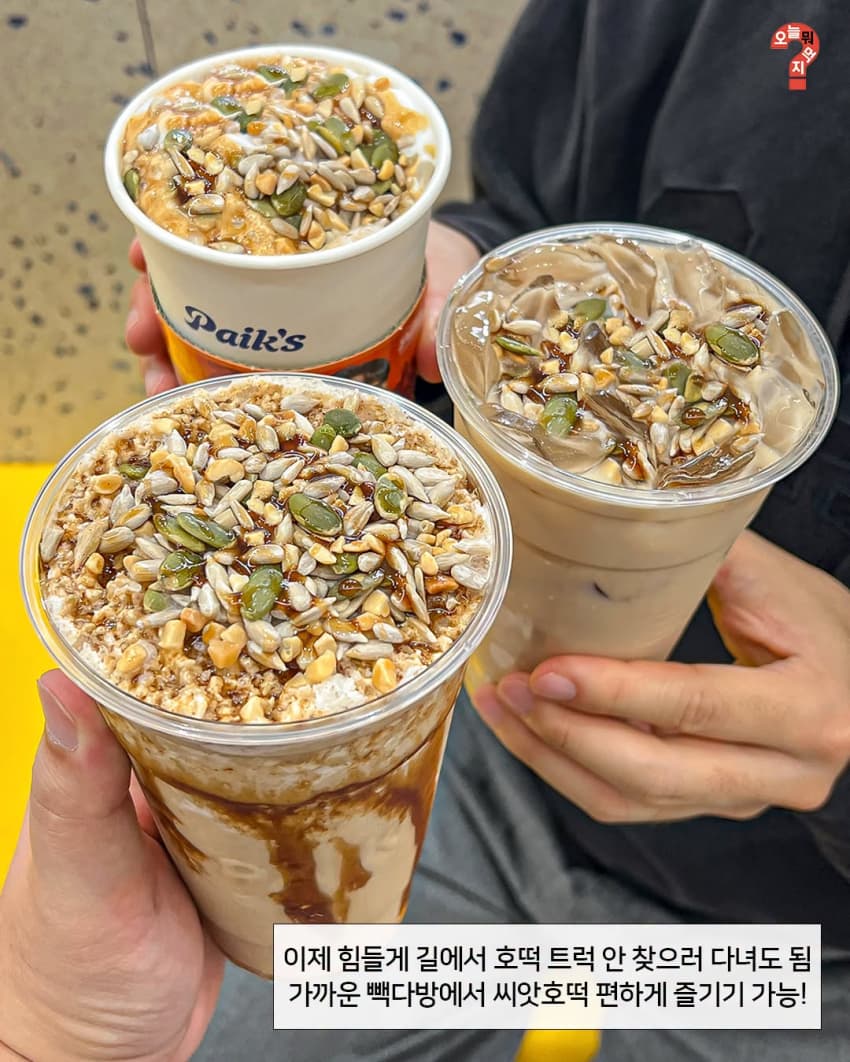 오늘 뭐
와
지
Paik's
이제 힘들게 길에서 호떡 트럭 안 찾으러 다녀도 됨
가까운 빽다방에서 씨앗호떡 편하게 즐기기 가능!